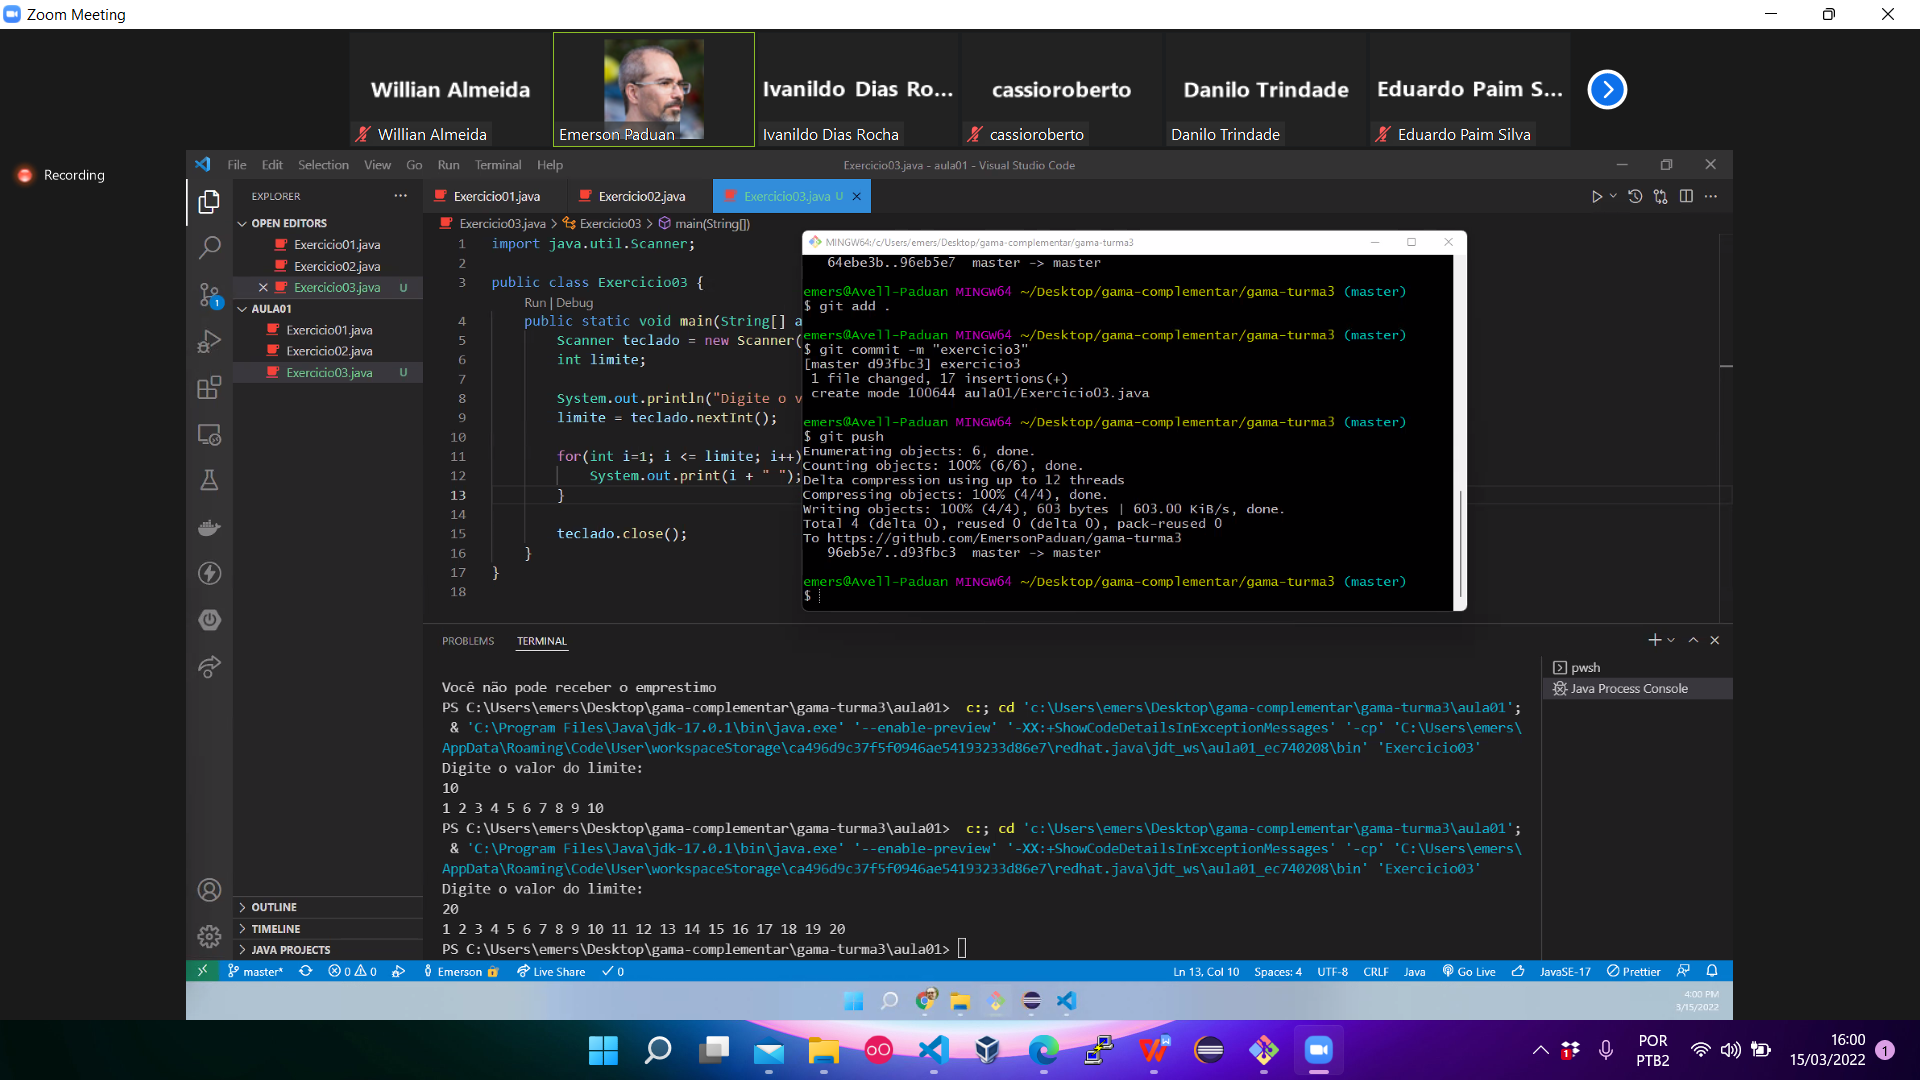 Zoom Meeting
Willian Almeida
Ivanildo Dias Ro...
cassioroberto
Danilo Trindade
Eduardo Paim S...
Willian Almeida
Emerson Paduan
Ivanildo Dias Rocha
cassioroberto
Danilo Trindade
Eduardo Paim Silva
Recording
File Edit Selection View Go Run Terminal Help
Exercicio03.java - aula01 - Visual Studio Code
EXPLORER
OPEN EDITORS
Exercicio01.java
Exercicio02.java
Exercicio03.java U
1
AULA01
Exercicio01.java
Exercicio02.java
Exercicio03.java U
OUTLINE
TIMELINE
JAVA PROJECTS
Exercicio01.java
Exercicio02.java
Exercicio03.java U
Exercicio03.java > Exercicio03 > main(String[])
1 import java.util.Scanner;
2
3 public class Exercicio03 {
Run | Debug
4 public static void main(String[] a
5 Scanner teclado = new Scanner(
6 int limite;
7
8 System.out.println("Digite o v
9 limite = teclado.nextInt();
10
11 for(int i=1; i <= limite; i++)
12 System.out.print(i + " ");
13 }
14
15 teclado.close();
16 }
17 }
18
MINGW64:/c/Users/emers/Desktop/gama-complementar/gama-turma3
64ebe3b..96eb5e7 master -> master
emers@Avell-Paduan MINGW64 ~/Desktop/gama-complementar/gama-turma3 (master)
$ git add .
emers@Avell-Paduan MINGW64 ~/Desktop/gama-complementar/gama-turma3 (master)
$ git commit -m "exercicio3"
[master d93fbc3] exercicio3
1 file changed, 17 insertions(+)
create mode 100644 aula01/Exercicio03.java
emers@Avell-Paduan MINGW64 ~/Desktop/gama-complementar/gama-turma3 (master)
$ git push
Enumerating objects: 6, done.
Counting objects: 100% (6/6), done.
Delta compression using up to 12 threads
Compressing objects: 100% (4/4), done.
Writing objects: 100% (4/4), 603 bytes | 603.00 KiB/s, done.
Total 4 (delta 0), reused 0 (delta 0), pack-reused 0
To https://github.com/EmersonPaduan/gama-turma3
96eb5e7..d93fbc3 master -> master
emers@Avell-Paduan MINGW64 ~/Desktop/gama-complementar/gama-turma3 (master)
$
PROBLEMS TERMINAL
pwsh
Java Process Console
Você não pode receber o emprestimo
PS C:\Users\emers\Desktop\gama-complementar\gama-turma3\aula01> c:; cd 'c:\Users\emers\Desktop\gama-complementar\gama-turma3\aula01';
& 'C:\Program Files\Java\jdk-17.0.1\bin\java.exe' '--enable-preview' '-XX:+ShowCodeDetailsInExceptionMessages' '-cp' 'C:\Users\emers\
AppData\Roaming\Code\User\workspaceStorage\ca496d9c37f5f0946ae54193233d86e7\redhat.java\jdt_ws\aula01_ec740208\bin' 'Exercicio03'
Digite o valor do limite:
10
1 2 3 4 5 6 7 8 9 10
PS C:\Users\emers\Desktop\gama-complementar\gama-turma3\aula01> c:; cd 'c:\Users\emers\Desktop\gama-complementar\gama-turma3\aula01';
& 'C:\Program Files\Java\jdk-17.0.1\bin\java.exe' '--enable-preview' '-XX:+ShowCodeDetailsInExceptionMessages' '-cp' 'C:\Users\emers\
AppData\Roaming\Code\User\workspaceStorage\ca496d9c37f5f0946ae54193233d86e7\redhat.java\jdt_ws\aula01_ec740208\bin' 'Exercicio03'
Digite o valor do limite:
20
1 2 3 4 5 6 7 8 9 10 11 12 13 14 15 16 17 18 19 20
PS C:\Users\emers\Desktop\gama-complementar\gama-turma3\aula01>
master* 0 0 Emerson Live Share 0
Ln 13, Col 10 Spaces: 4 UTF-8 CRLF Java Go Live JavaSE-17 Prettier
4:00 PM
3/15/2022
POR
PTB2
16:00
15/03/2022
1
1